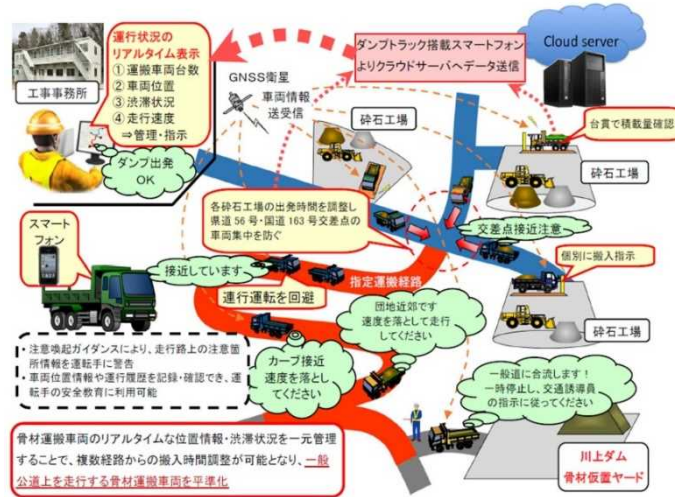 運行状況の
リアルタイム表示
① 運搬車両台数
② 車両位置
③ 渋滞状況
④ 走行速度
⇒管理・指示
工事事務所
ダンプ出発
OK
ダンプトラック搭載スマートフォン
よりクラウドサーバへデータ送信
Cloud server
GNSS衛星
車両情報
送受信
砕石工場
台貫で積載量確認
砕石工場
各砕石工場の出発時間を調整し
県道 56 号・国道 163 号交差点の
車両集中を防ぐ
交差点接近注意
スマート
フォン
接近しています
指定運搬経路
個別に搬入指示
連行運転を回避
団地近郊です
速度を落として走行
してください
砕石工場
・注意喚起ガイダンスにより、走行路上の注意箇
所情報を運転手に警告
・車両位置情報や運行履歴を記録・確認でき、運
転手の安全教育に利用可能
カーブ接近
速度を落とし
てください
一般道に合流します！
一時停止し、交通誘導員
の指示に従ってください
骨材運搬車両のリアルタイムな位置情報・渋滞状況を一元管理
することで、複数経路からの搬入時間調整が可能となり、一般
公道上を走行する骨材運搬車両を平準化
川上ダム
骨材仮置ヤード